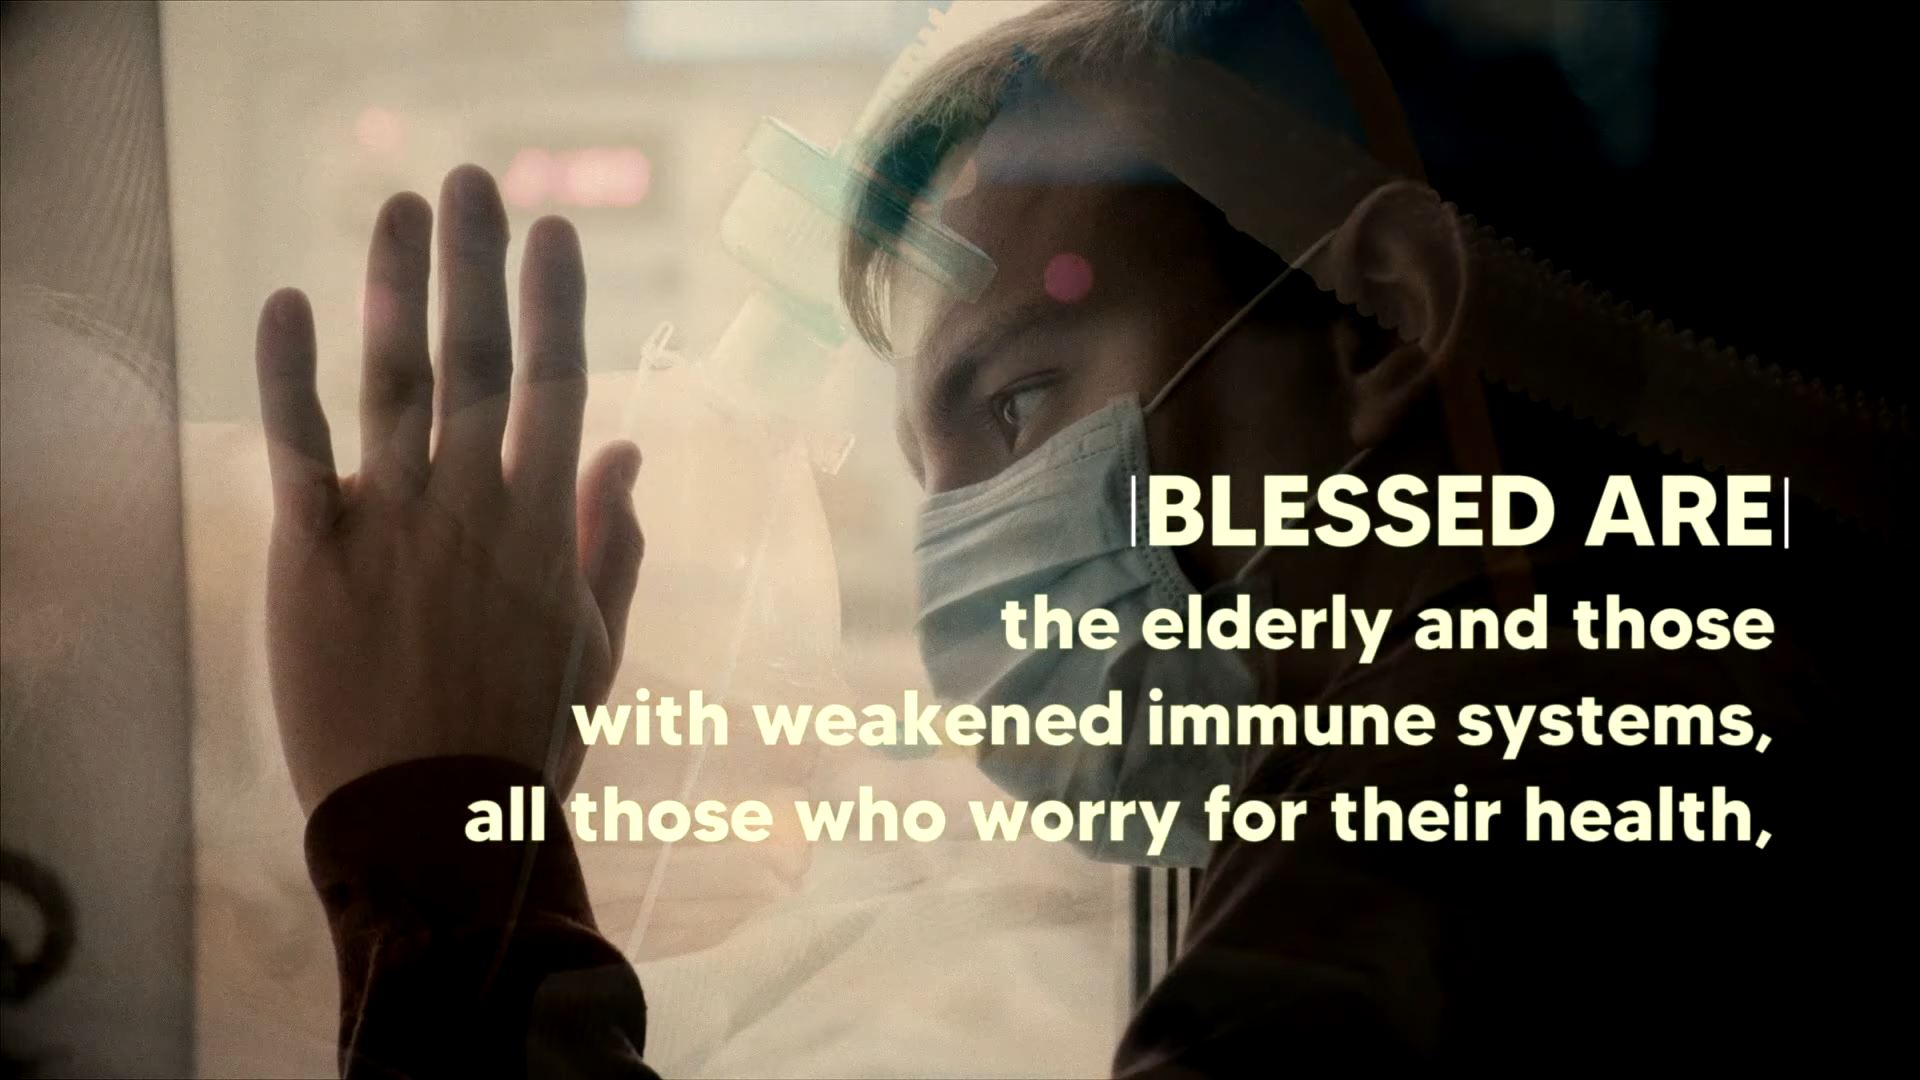 BLESSED ARE
the elderly and those
with weakened immune systems,
all those who worry for their health,